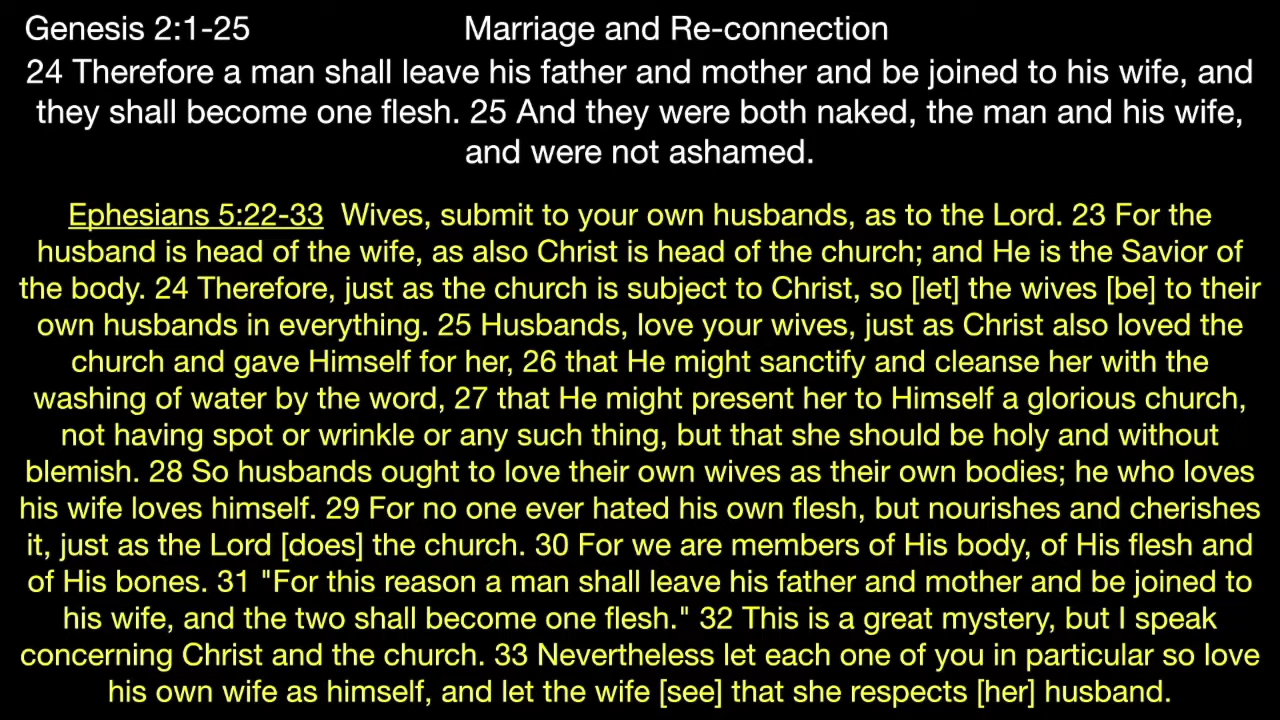 Genesis 2:1-25 Marriage and Re-connection
24 Therefore a man shall leave his father and mother and be joined to his wife, and
they shall become one flesh. 25 And they were both naked, the man and his wife,
and were not ashamed.
Ephesians 5:22-33 Wives, submit to your own husbands, as to the Lord. 23 For the
husband is head of the wife, as also Christ is head of the church; and He is the Savior of
the body. 24 Therefore, just as the church is subject to Christ, so [let] the wives [be] to their
own husbands in everything. 25 Husbands, love your wives, just as Christ also loved the
church and gave Himself for her, 26 that He might sanctify and cleanse her with the
washing of water by the word, 27 that He might present her to Himself a glorious church,
not having spot or wrinkle or any such thing, but that she should be holy and without
blemish. 28 So husbands ought to love their own wives as their own bodies; he who loves
his wife loves himself. 29 For no one ever hated his own flesh, but nourishes and cherishes
it, just as the Lord [does] the church. 30 For we are members of His body, of His flesh and
of His bones. 31 "For this reason a man shall leave his father and mother and be joined to
his wife, and the two shall become one flesh." 32 This is a great mystery, but I speak
concerning Christ and the church. 33 Nevertheless let each one of you in particular so love
his own wife as himself, and let the wife [see] that she respects [her] husband.